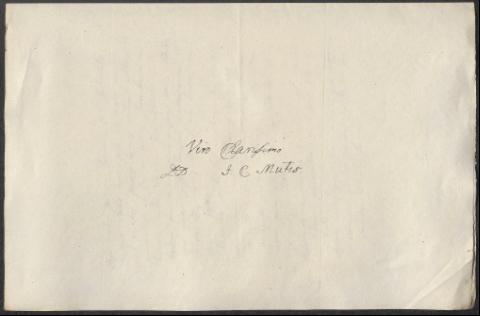 Viro Clarissimo
DD J C Mutis